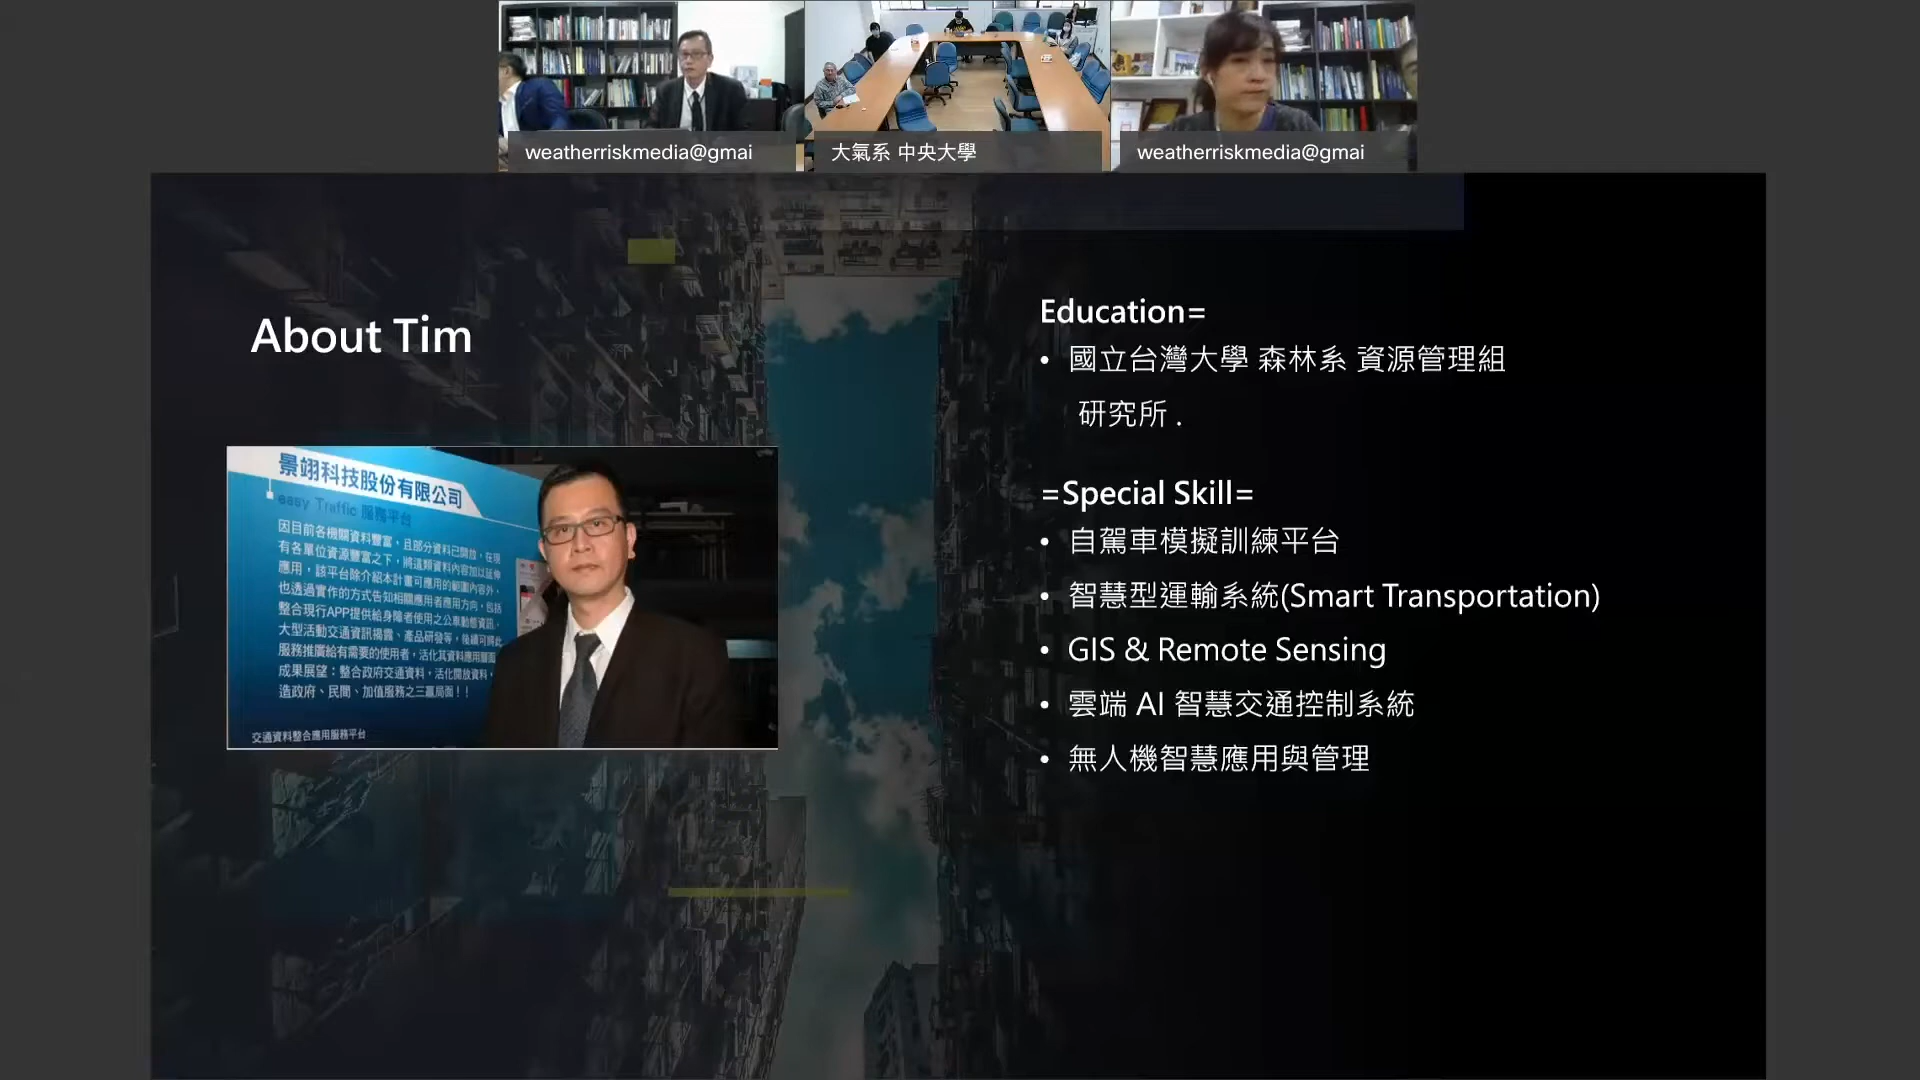 weatherriskmedia@gmai
大氣系 中央大學
weatherriskmedia@gmai
About Tim
景翊科技股份有限公司
easy Traffic 服務平台
因目前各機關資料豐富，且部分資料已開放，在現
有各單位資源豐富之下，將這類資料內容加以延伸
應用，該平台除介紹本計畫可應用的範圍內容外，
也透過實作的方式告知相關應用者應用方向，包括
整合現行APP提供給身障者使用之公車動態資訊、
大型活動交通資訊揭露、產品研發等，後續可將此
服務推廣給有需要的使用者，活化其資料應用層面
成果展望：整合政府交通資料，活化開放資料，
造政府、民間、加值服務之三贏局面！！
交通資料整合應用服務平台
Education=
• 國立台灣大學 森林系 資源管理組
研究所 .
=Special Skill=
• 自駕車模擬訓練平台
• 智慧型運輸系統(Smart Transportation)
• GIS & Remote Sensing
• 雲端 AI 智慧交通控制系統
• 無人機智慧應用與管理